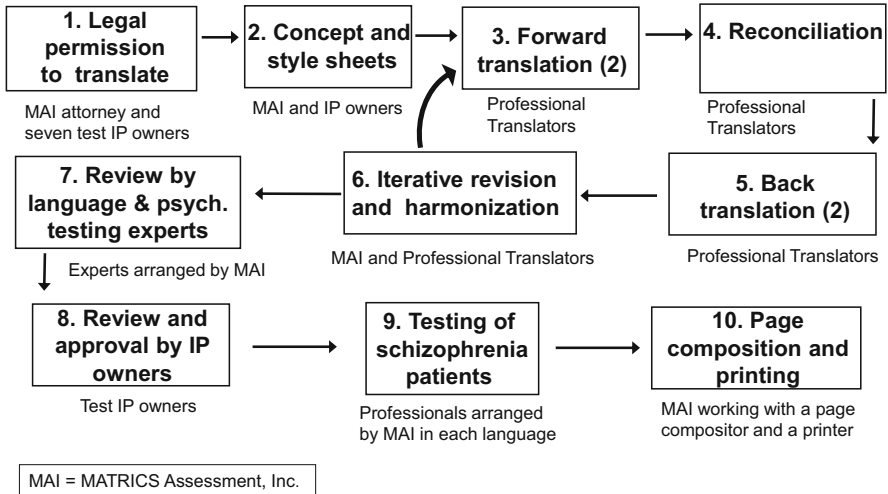 1. Legal
permission
to translate
MAI attorney and
seven test IP owners
2. Concept and
style sheets
MAI and IP owners
3. Forward
translation (2)
Professional
Translators
4. Reconciliation
Professional
Translators
5. Back
translation (2)
Professional Translators
6. Iterative revision
and harmonization
MAI and Professional Translators
7. Review by
language & psych.
testing experts
Experts arranged by MAI
8. Review and
approval by IP
owners
Test IP owners
9. Testing of
schizophrenia
patients
Professionals arranged
by MAI in each language
10. Page
composition and
printing
MAI working with a page
compositor and a printer
MAI = MATRICS Assessment, Inc.